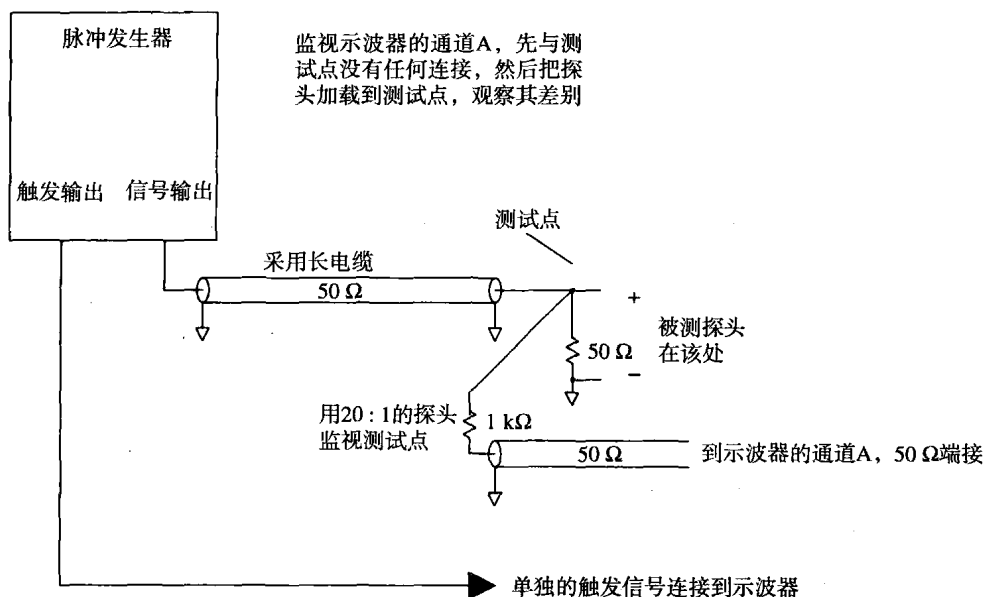 脉冲发生器
监视示波器的通道A，先与测
试点没有任何连接，然后把探
头加载到测试点，观察其差别
触发输出 信号输出
测试点
采用长电缆
50 Ω
+
50 Ω
−
被测探头
在该处
用20 : 1的探头
监视测试点
1 kΩ
50 Ω
到示波器的通道A，50 Ω端接
单独的触发信号连接到示波器